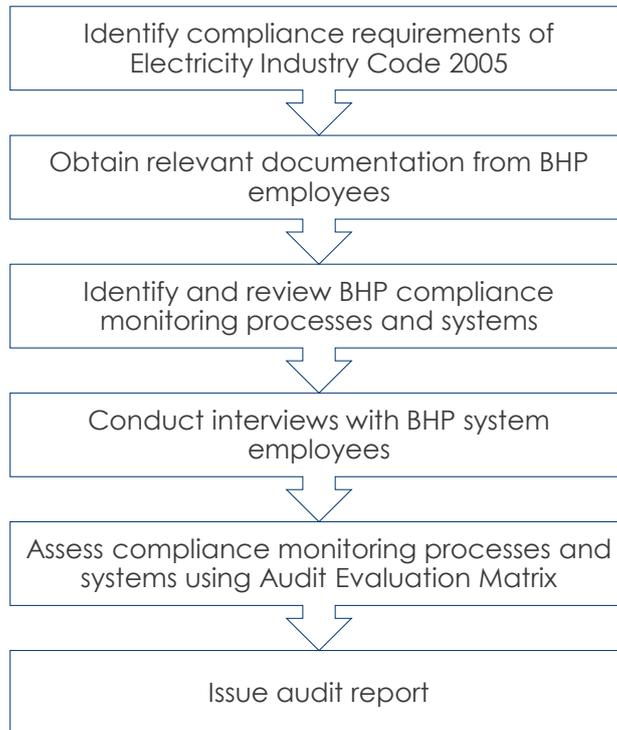 Identify compliance requirements of
Electricity Industry Code 2005
Obtain relevant documentation from BHP
employees
Identify and review BHP compliance
monitoring processes and systems
Conduct interviews with BHP system
employees
Assess compliance monitoring processes and
systems using Audit Evaluation Matrix
Issue audit report